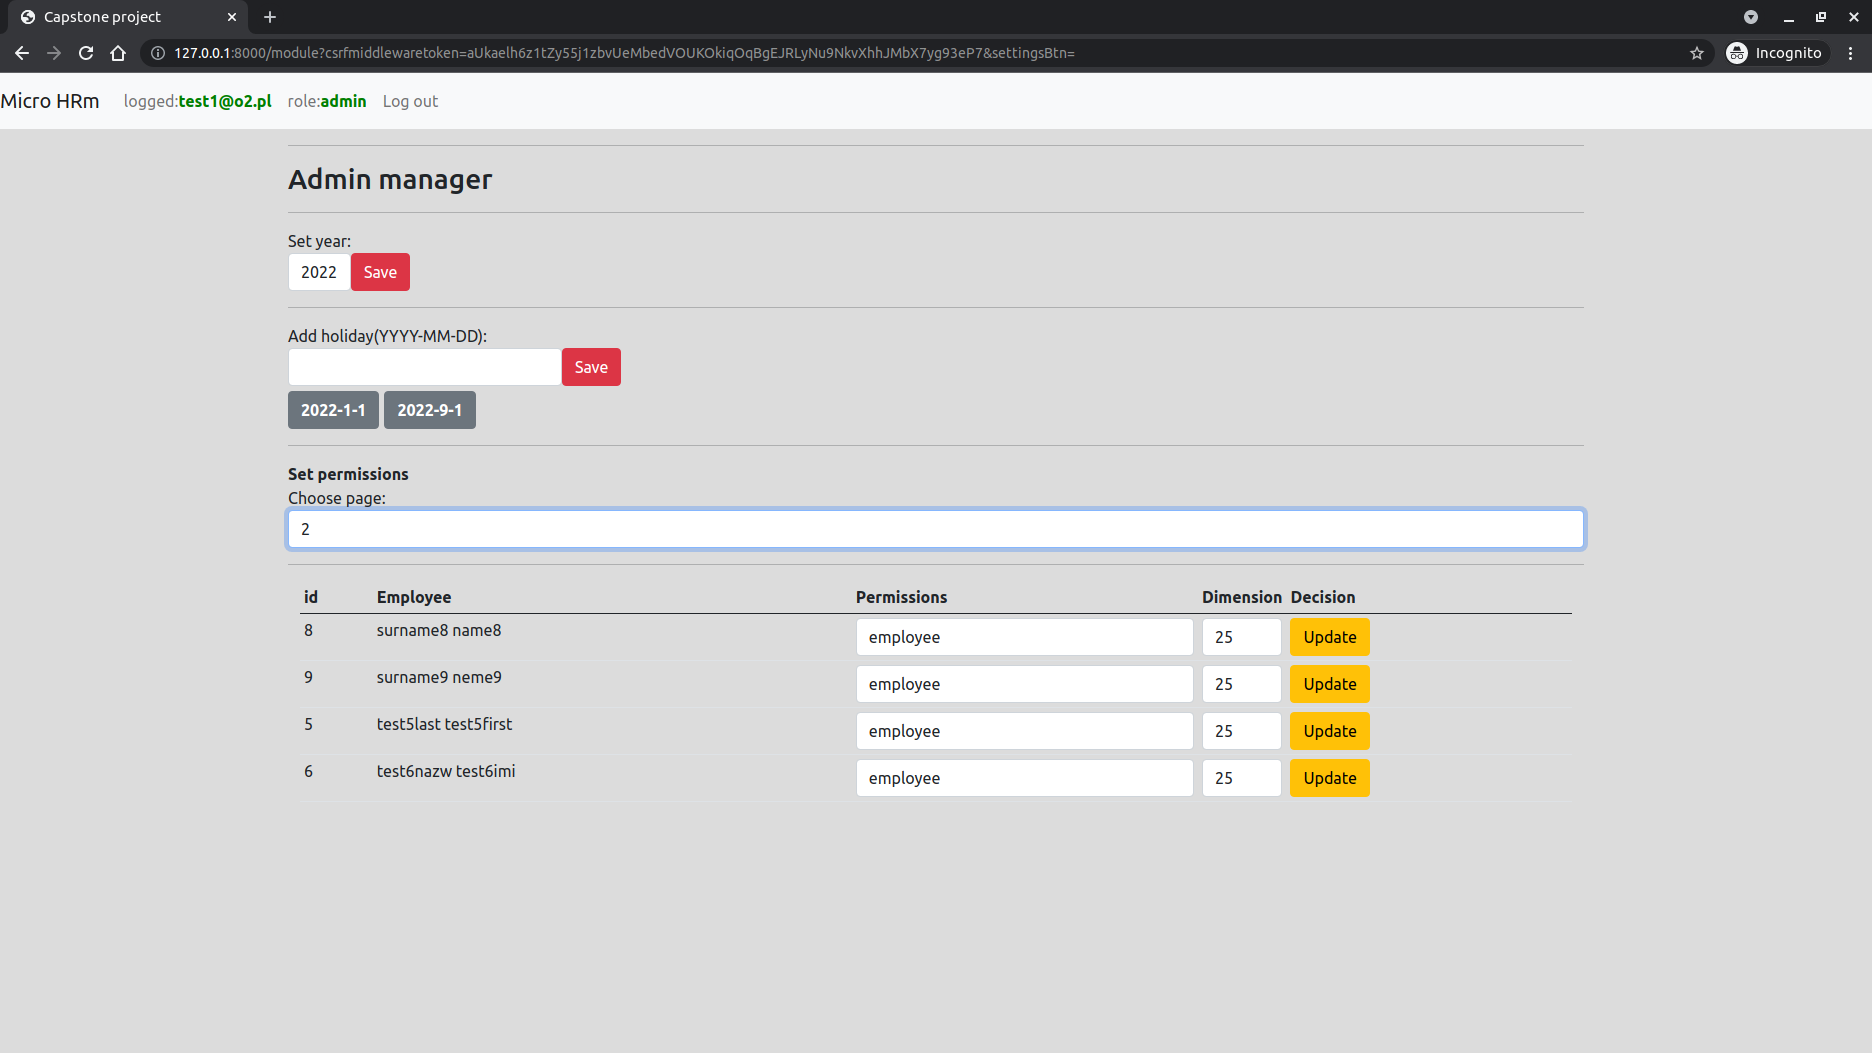 Capstone project
127.0.0.1:8000/module?csrfmiddlewaretoken=aUkaelh6z1tZy55j1zbvUeMbedVOUKOkiqOqBgEJRLyNu9NkvXhhJMbX7yg93eP7&settingsBtn=
Incognito
Micro HRm logged:test1@o2.pl role:admin Log out
Admin manager
Set year:
2022 Save
Add holiday(YYYY-MM-DD):
Save
2022-1-1 2022-9-1
Set permissions
Choose page:
2
id Employee Permissions Dimension Decision
8 surname8 name8 employee 25 Update
9 surname9 neme9 employee 25 Update
5 test5last test5first employee 25 Update
6 test6nazw test6imi employee 25 Update